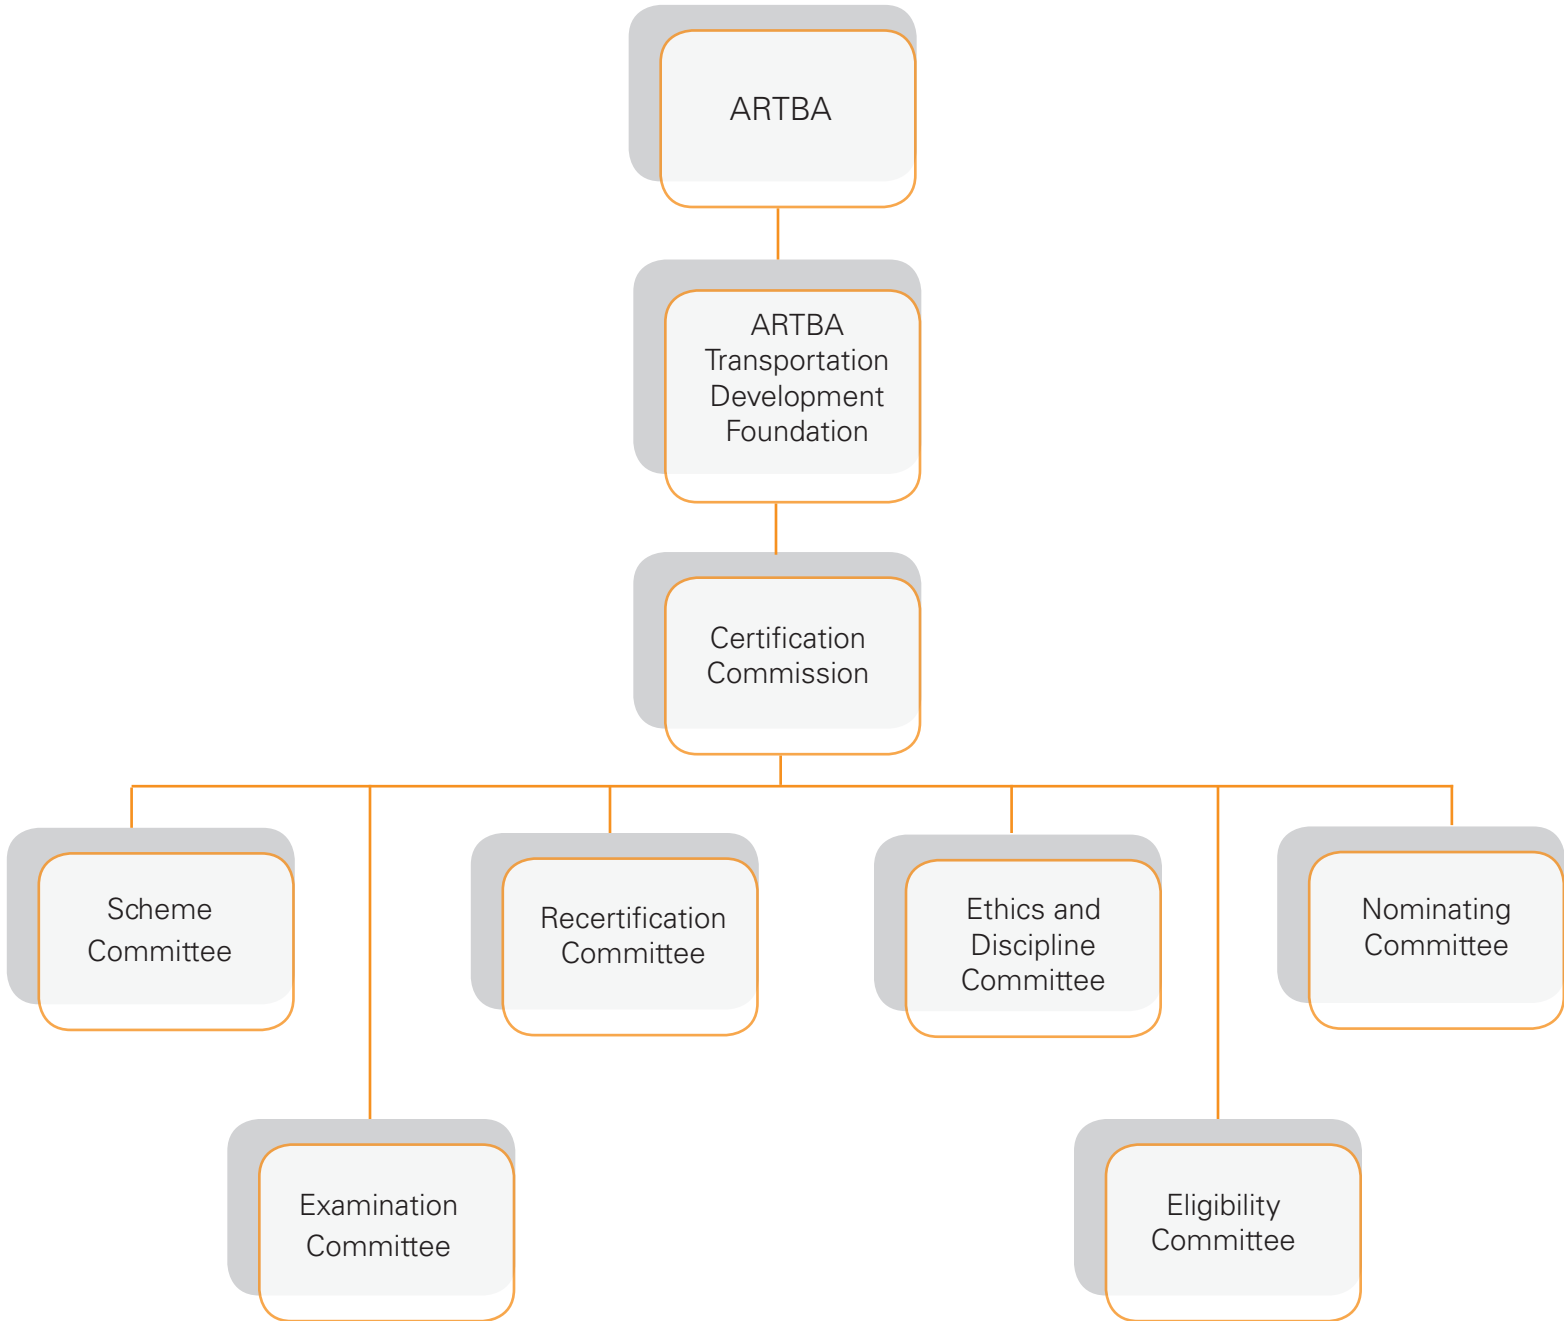 ARTBA
ARTBA
Transportation
Development
Foundation
Certification
Commission
Scheme
Committee
Recertification
Committee
Ethics and
Discipline
Committee
Nominating
Committee
Examination
Committee
Eligibility
Committee